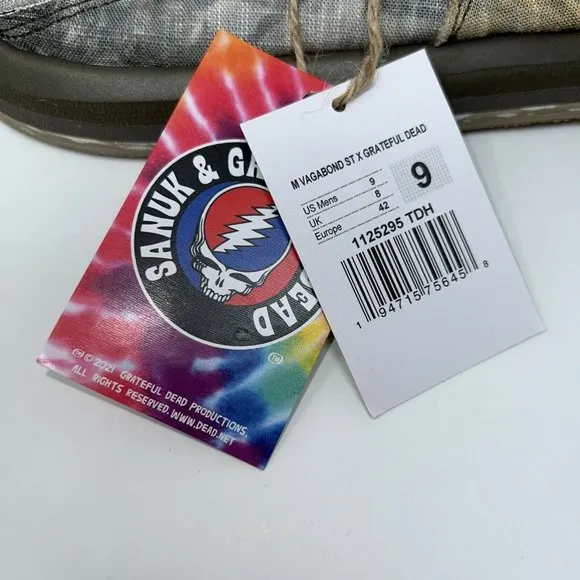 SANUK & GR
DEAD
TM
© 2021 GRATEFUL DEAD PRODUCTIONS.
ALL RIGHTS RESERVED. WWW.DEAD.NET
M VAGABOND ST X GRATEFUL DEAD
US Mens 9
UK 8
Europe 42
9
1125295 TDH
1 94715 75645 8